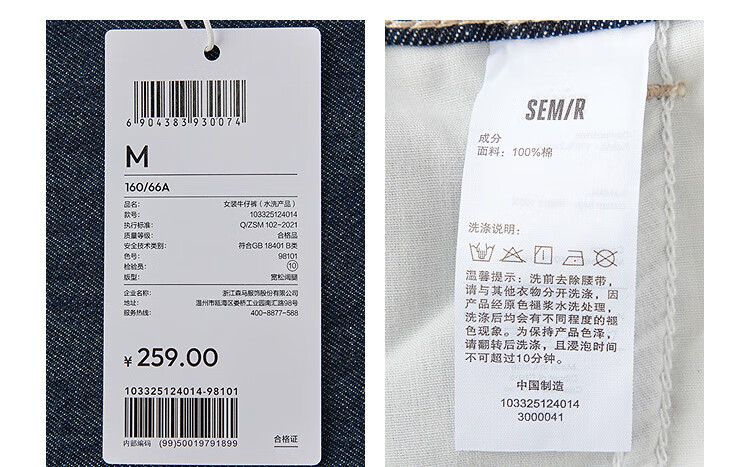 6 904383 930074
M
160/66A
品名: 女装牛仔裤(水洗产品)
款号: 103325124014
执行标准: Q/ZSM 102-2021
质量等级: 合格品
安全技术类别: 符合GB 18401 B类
色号: 98101
检验员: 10
版型: 宽松阔腿
企业名称: 浙江森马服饰股份有限公司
地址: 温州市瓯海区娄桥工业园南汇路98号
服务热线: 400-8877-588
¥ 259.00
103325124014-98101
内部编码 (99)50019791899
合格证
SEM/R
成分
面料: 100%棉
洗涤说明:
温馨提示: 洗前去除腰带,
请与其他衣物分开洗涤, 因
产品经原色褪浆水洗处理,
洗涤后均会有不同程度的褪
色现象。为保持产品色泽,
请翻转后洗涤, 且浸泡时间
不可超过10分钟。
中国制造
103325124014
3000041